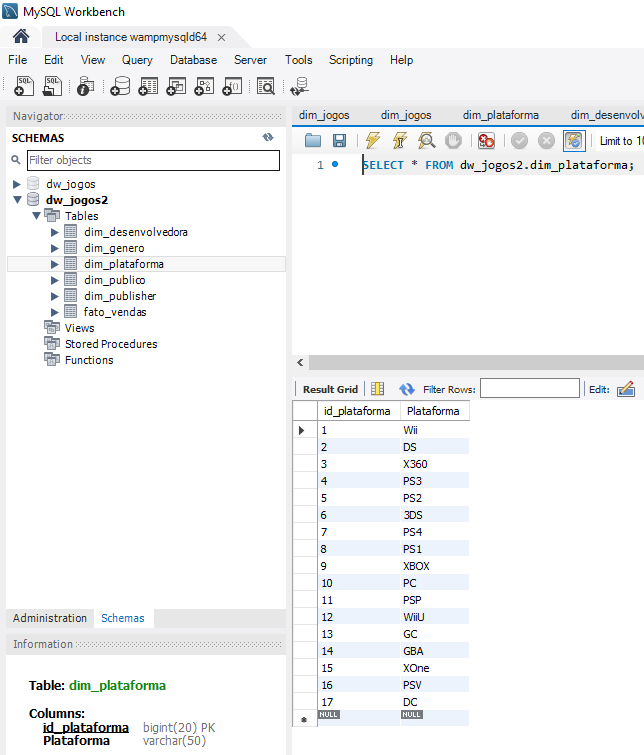 MySQL Workbench
Local instance wampmysqld64 ×
File Edit View Query Database Server Tools Scripting Help
Navigator
SCHEMAS
Filter objects
dw_jogos
dw_jogos2
Tables
dim_desenvolvedora
dim_genero
dim_plataforma
dim_publico
dim_publisher
fato_vendas
Views
Stored Procedures
Functions
Administration Schemas
Information
Table: dim_plataforma
Columns:
id_plataforma bigint(20) PK
Plataforma varchar(50)
dim_jogos dim_jogos dim_plataforma dim_desenvolv
Limit to 10
1 SELECT * FROM dw_jogos2.dim_plataforma;
Result Grid Filter Rows: Edit:
id_plataforma Plataforma
1 Wii
2 DS
3 X360
4 PS3
5 PS2
6 3DS
7 PS4
8 PS1
9 XBOX
10 PC
11 PSP
12 WiiU
13 GC
14 GBA
15 XOne
16 PSV
17 DC
NULL NULL